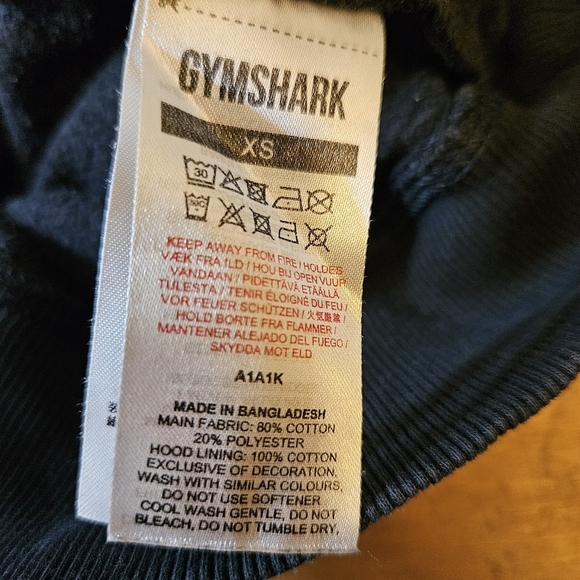 GYMSHARK
XS
30
30C
KEEP AWAY FROM FIRE / HOLDES
VÆK FRA ILD / HOU BIJ OPEN VUUR
VANDAAN / PIDETTÄVÄ ETÄÄLLÄ
TULESTA / TENIR ÉLOIGNÉ DU FEU /
VOR FEUER SCHÜTZEN / 火気厳禁 /
HOLD BORTE FRA FLAMMER /
MANTENER ALEJADO DEL FUEGO /
SKYDDA MOT ELD
A1A1K
MADE IN BANGLADESH
MAIN FABRIC: 80% COTTON
20% POLYESTER
HOOD LINING: 100% COTTON
EXCLUSIVE OF DECORATION,
WASH WITH SIMILAR COLOURS,
DO NOT USE SOFTENER
COOL WASH GENTLE, DO NOT
BLEACH, DO NOT TUMBLE DRY,